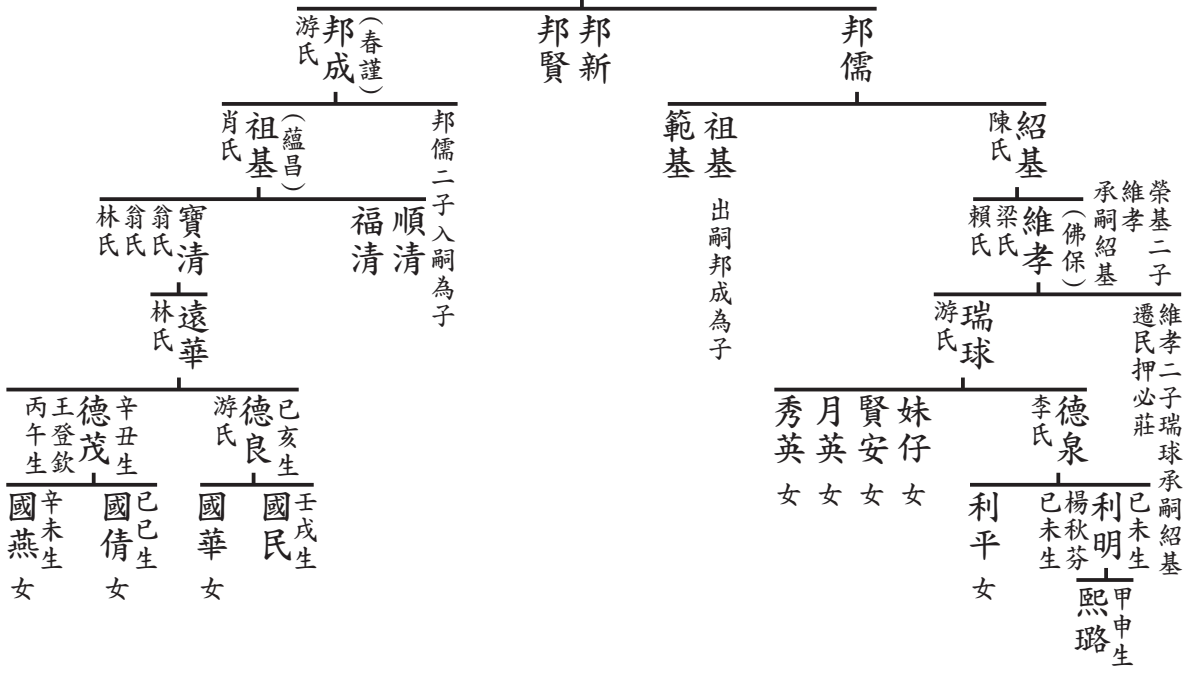 邦儒
邦新
邦賢
(春謹)
邦成
游氏
紹基
陳氏
祖基 出嗣邦成為子
範基
邦儒二子入嗣為子
(蘊昌)
祖基
肖氏
榮基二子
維孝
承嗣紹基
(佛保)
維孝
梁氏
賴氏
順清
福清
寶清
翁氏
翁氏
林氏
維孝二子瑞球承嗣紹基
遷民押必莊
瑞球
游氏
遠華
林氏
德泉
李氏
妹仔 女
賢安 女
月英 女
秀英 女
已亥生
德良
游氏
辛丑生
德茂
王登欽
丙午生
已未生
利明
楊秋芬
已未生
利平 女
壬戌生
國民
國華 女
已巳生
國倩 女
辛未生
國燕 女
甲申生
熙璐